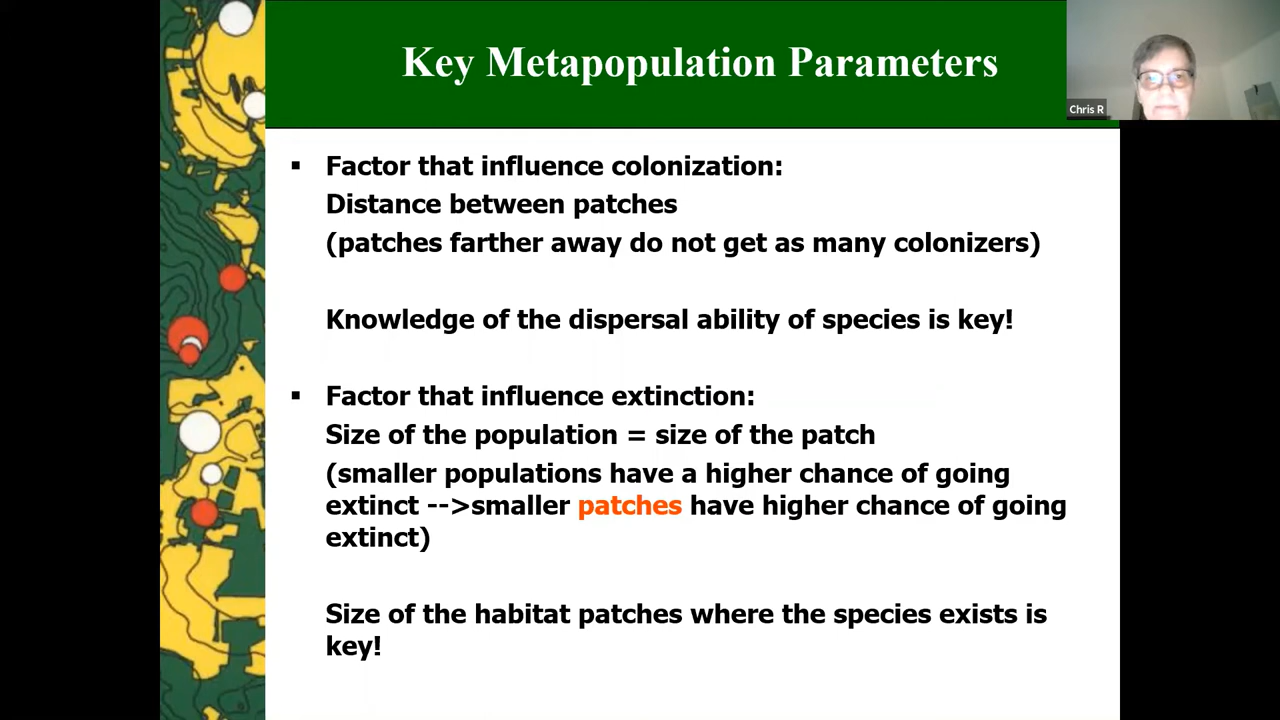 Key Metapopulation Parameters
Chris R
▪ Factor that influence colonization:
Distance between patches
(patches farther away do not get as many colonizers)
Knowledge of the dispersal ability of species is key!
▪ Factor that influence extinction:
Size of the population = size of the patch
(smaller populations have a higher chance of going
extinct -->smaller patches have higher chance of going
extinct)
Size of the habitat patches where the species exists is
key!